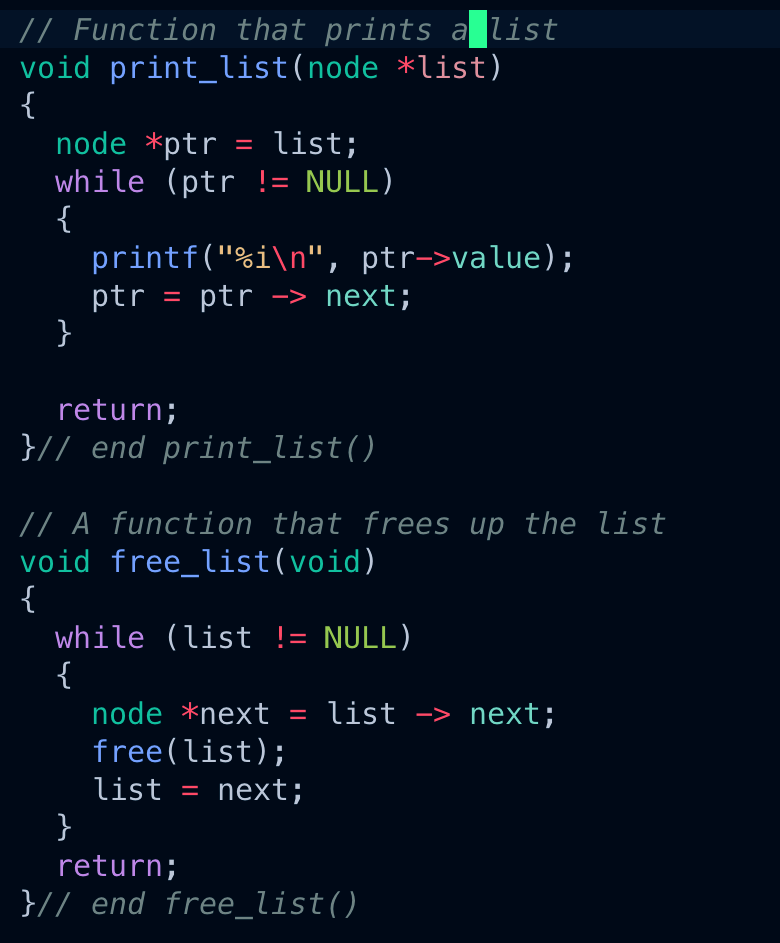 // Function that prints a list
void print_list(node *list)
{
  node *ptr = list;
  while (ptr != NULL)
  {
    printf("%i\n", ptr->value);
    ptr = ptr -> next;
  }

  return;
}// end print_list()

// A function that frees up the list
void free_list(void)
{
  while (list != NULL)
  {
    node *next = list -> next;
    free(list);
    list = next;
  }
  return;
}// end free_list()